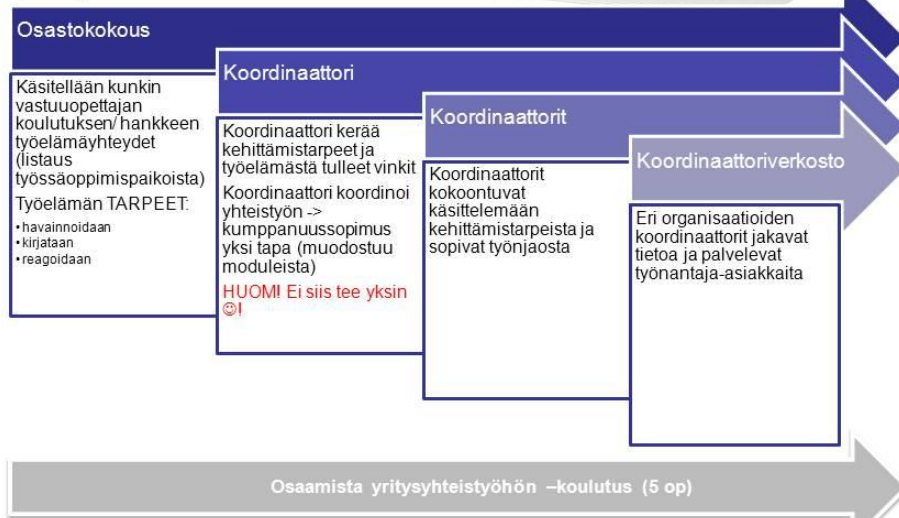 Osastokokous
Käsitellään kunkin
vastuuopettajan
koulutuksen/ hankkeen
työelämäyhteydet
(listaus
työssäoppimispaikoista)
Työelämän TARPEET:
• havainnoidaan
• kirjataan
• reagoidaan
Koordinaattori
Koordinaattori kerää
kehittämistarpeet ja
työelämästä tulleet vinkit
Koordinaattori koordinoi
yhteistyön ->
kumppanuussopimus
yksi tapa (muodostuu
moduleista)
HUOM! Ei siis tee yksin
☺!
Koordinaattorit
Koordinaattorit
kokoontuvat
käsittelemään
kehittämistarpeista ja
sopivat työnjaosta
Koordinaattoriverkosto
Eri organisaatioiden
koordinaattorit jakavat
tietoa ja palvelevat
työnantaja-asiakkaita
Osaamista yritysyhteistyöhön –koulutus (5 op)